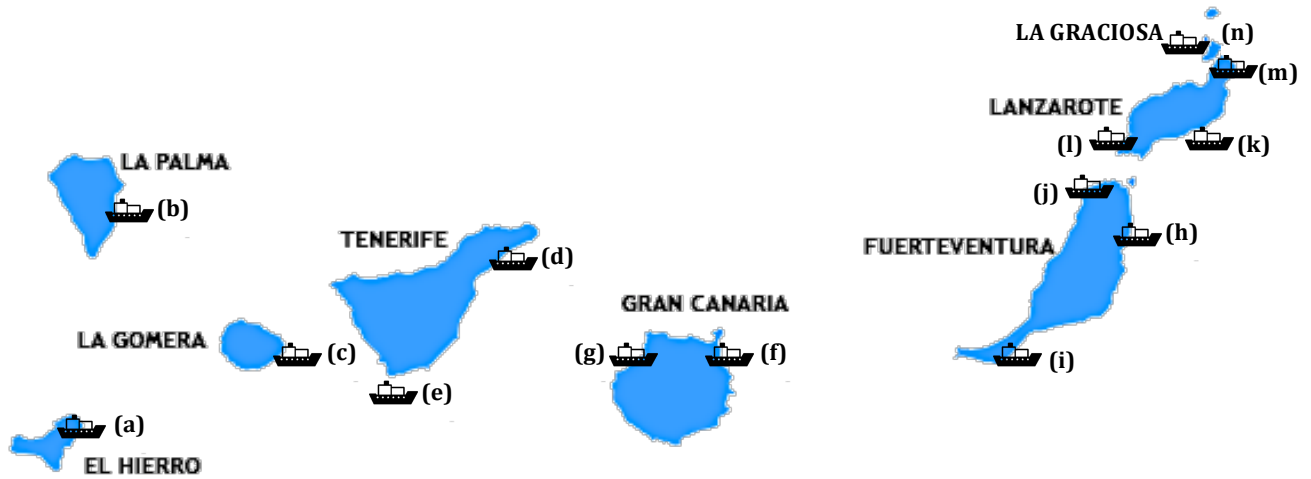 LA GRACIOSA
(n)
(m)
LANZAROTE
(l)
(k)
LA PALMA
(b)
(j)
TENERIFE
(h)
FUERTEVENTURA
(d)
GRAN CANARIA
LA GOMERA
(c)
(g)
(f)
(i)
(e)
(a)
EL HIERRO